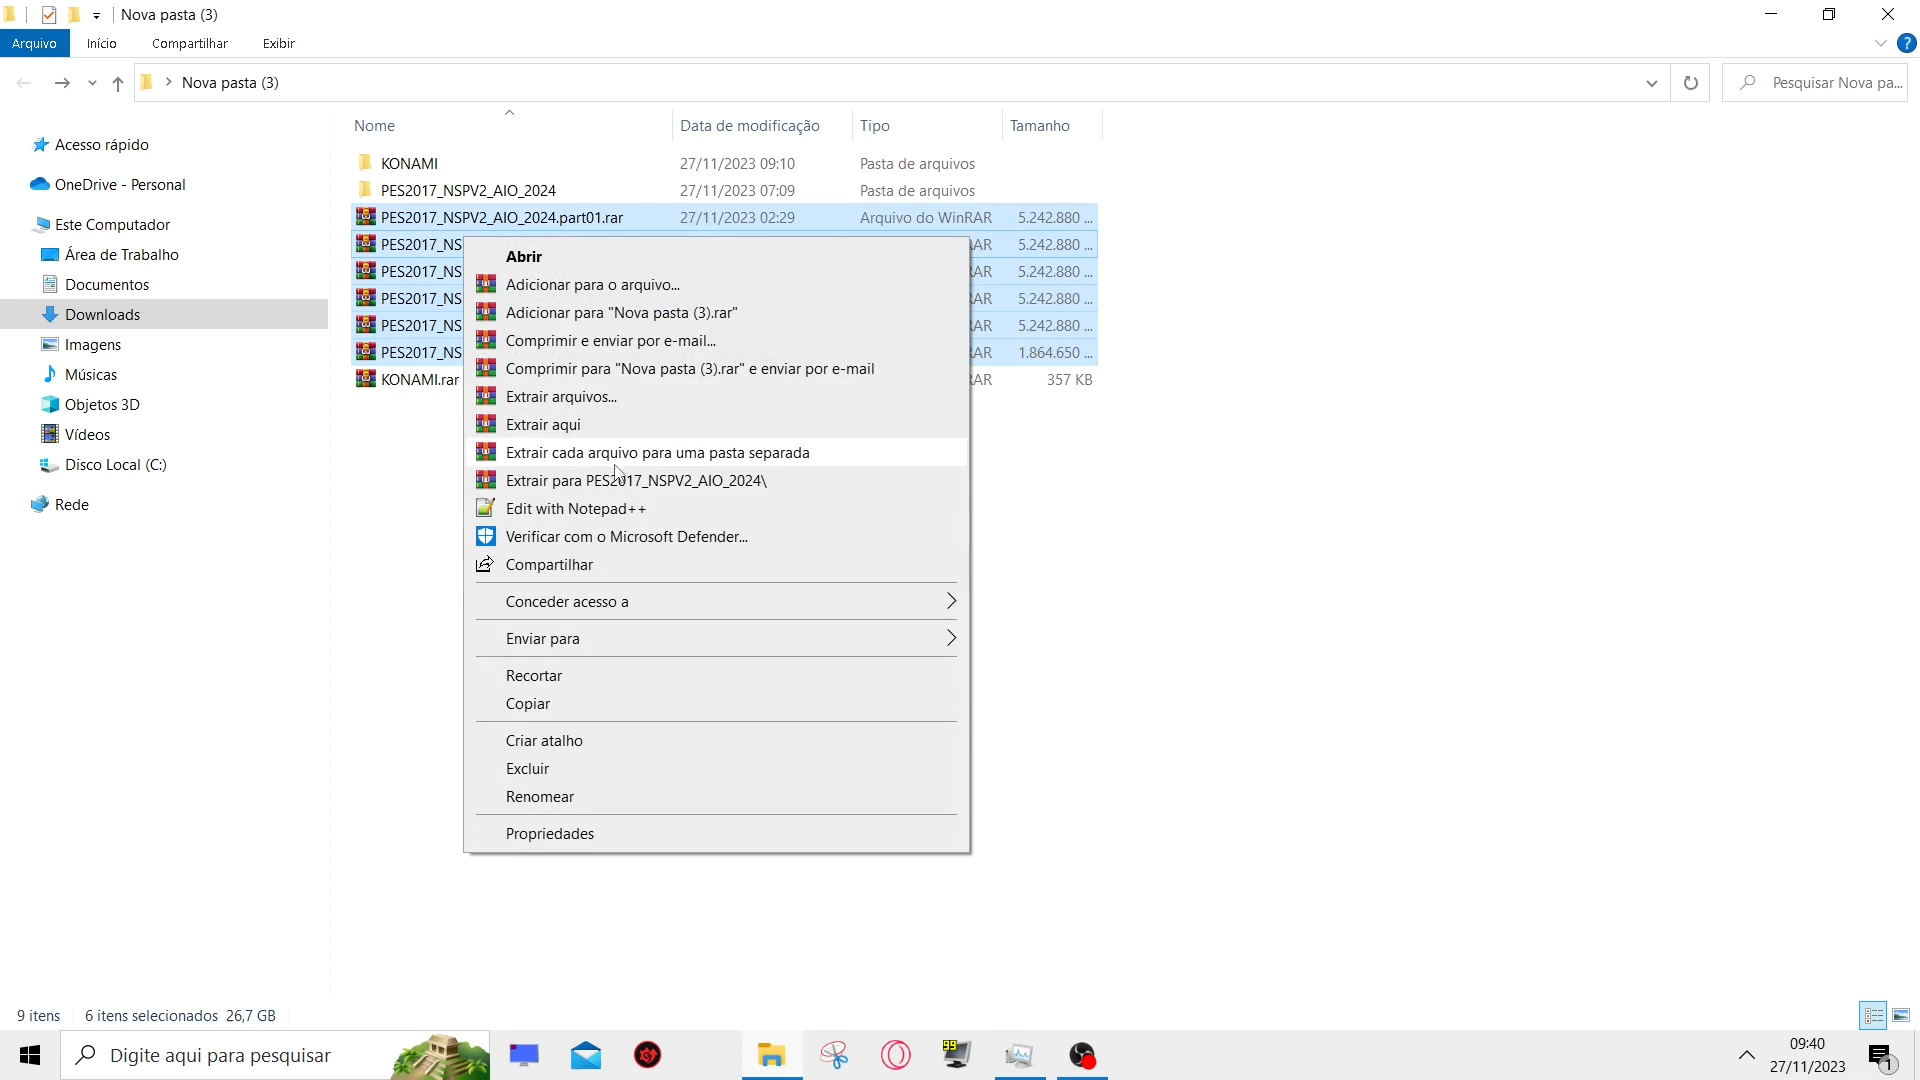 Nova pasta (3)
Arquivo
Início
Compartilhar
Exibir
?
Nova pasta (3)
Pesquisar Nova pa...
Nome
Data de modificação
Tipo
Tamanho
KONAMI
27/11/2023 09:10
Pasta de arquivos
PES2017_NSPV2_AIO_2024
27/11/2023 07:09
Pasta de arquivos
PES2017_NSPV2_AIO_2024.part01.rar
27/11/2023 02:29
Arquivo do WinRAR
5.242.880 ...
PES2017_NS
RAR
5.242.880 ...
PES2017_NS
RAR
5.242.880 ...
PES2017_NS
RAR
5.242.880 ...
PES2017_NS
RAR
5.242.880 ...
PES2017_NS
RAR
1.864.650 ...
KONAMI.rar
RAR
357 KB
Acesso rápido
OneDrive - Personal
Este Computador
Área de Trabalho
Documentos
Downloads
Imagens
Músicas
Objetos 3D
Vídeos
Disco Local (C:)
Rede
Abrir
Adicionar para o arquivo...
Adicionar para "Nova pasta (3).rar"
Comprimir e enviar por e-mail...
Comprimir para "Nova pasta (3).rar" e enviar por e-mail
Extrair arquivos...
Extrair aqui
Extrair cada arquivo para uma pasta separada
Extrair para PES2017_NSPV2_AIO_2024\
Edit with Notepad++
Verificar com o Microsoft Defender...
Compartilhar
Conceder acesso a
Enviar para
Recortar
Copiar
Criar atalho
Excluir
Renomear
Propriedades
9 itens
6 itens selecionados 26,7 GB
Digite aqui para pesquisar
99
09:40
27/11/2023
1